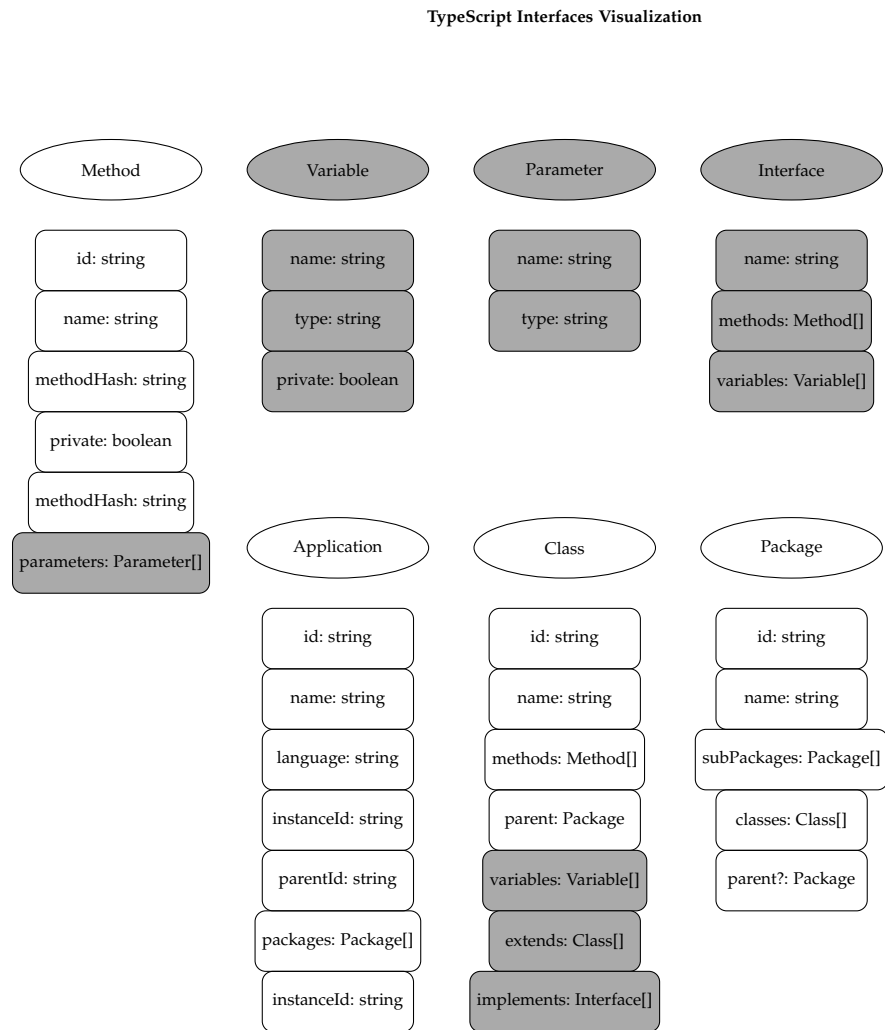 TypeScript Interfaces Visualization
Method
id: string
name: string
methodHash: string
private: boolean
methodHash: string
parameters: Parameter[]
Variable
name: string
type: string
private: boolean
Parameter
name: string
type: string
Interface
name: string
methods: Method[]
variables: Variable[]
Application
id: string
name: string
language: string
instanceId: string
parentId: string
packages: Package[]
instanceId: string
Class
id: string
name: string
methods: Method[]
parent: Package
variables: Variable[]
extends: Class[]
implements: Interface[]
Package
id: string
name: string
subPackages: Package[]
classes: Class[]
parent?: Package